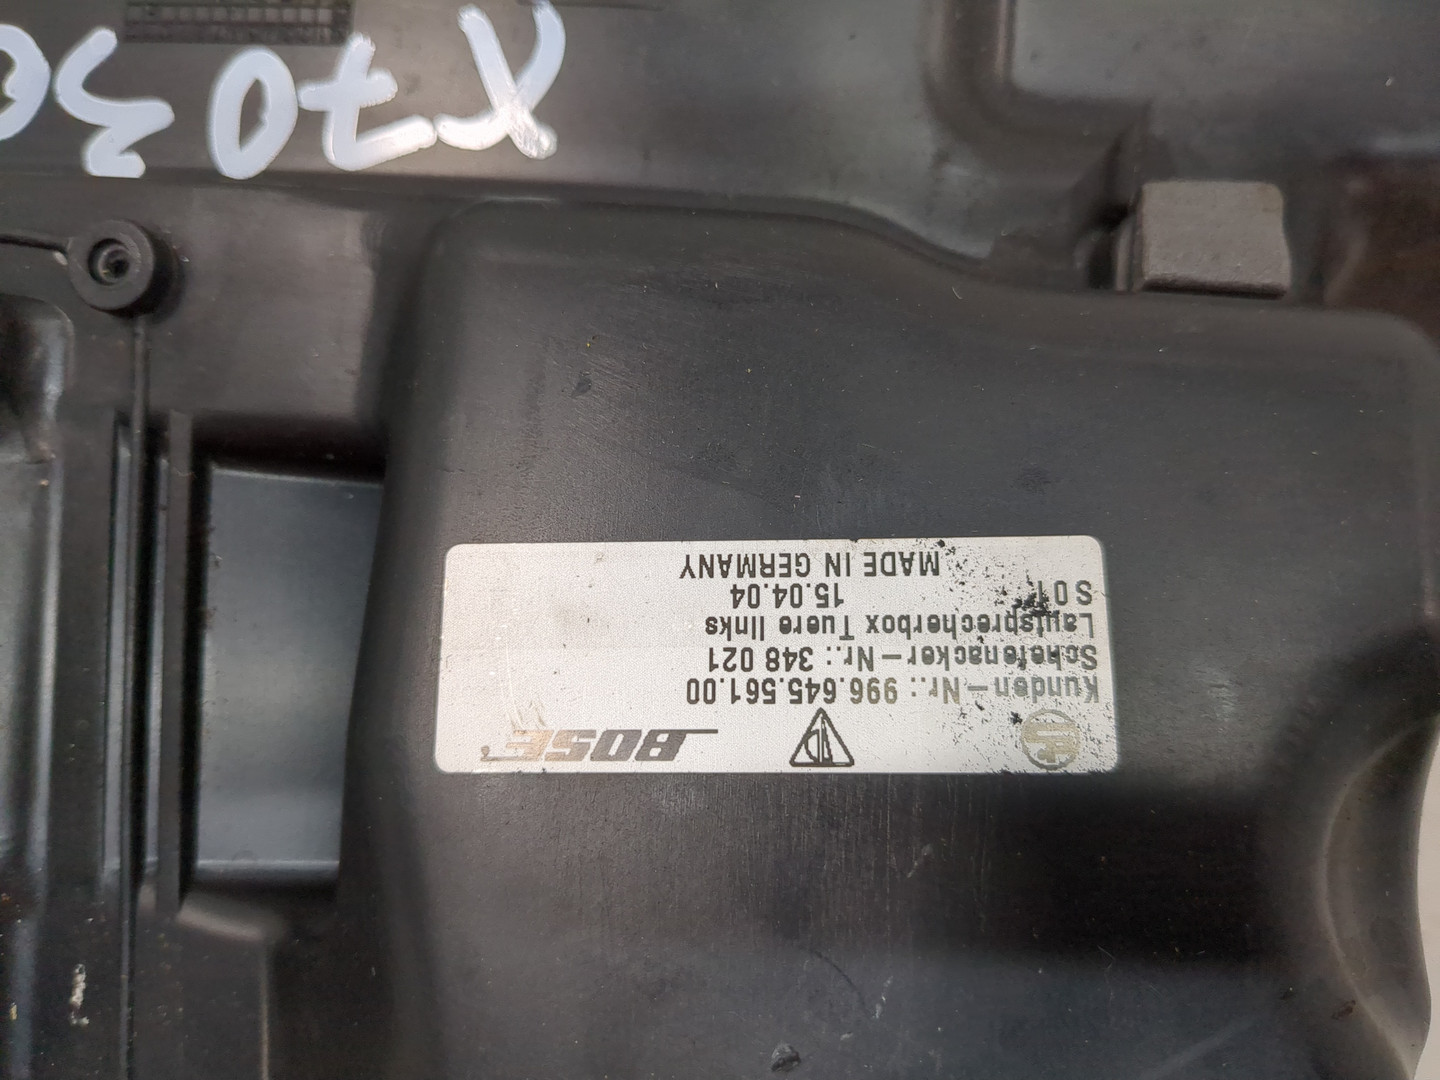 BOSE
Kunden-Nr.: 996.645.561.00
Schefenacker-Nr.: 348 021
Lautsprecherbox Tuere links
S01 15.04.04
MADE IN GERMANY